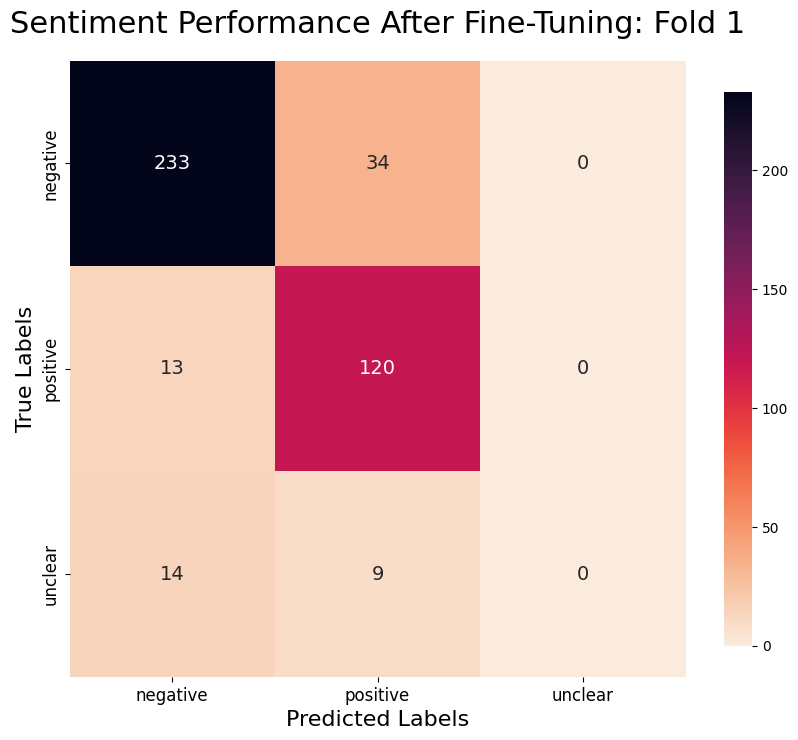 Sentiment Performance After Fine-Tuning: Fold 1
negative
233
34
0
positive
13
120
0
unclear
14
9
0
True Labels
negative
positive
unclear
Predicted Labels
200
150
100
50
0